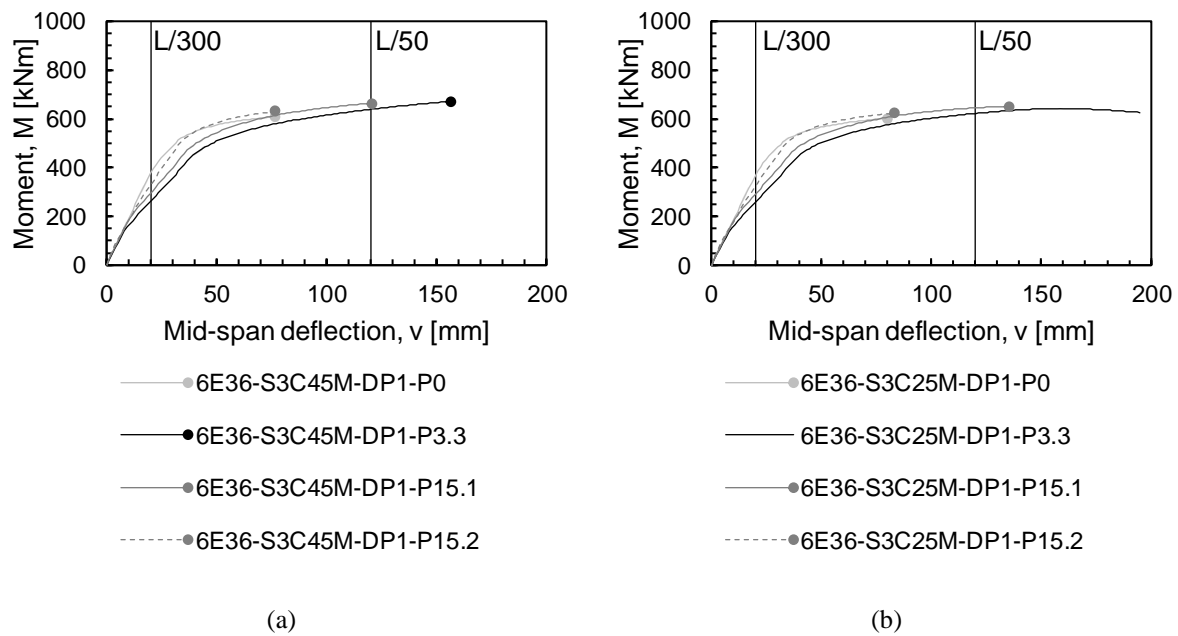 1000
800
600
400
200
0
Moment, M [kNm]
L/300
L/50
0 50 100 150 200
Mid-span deflection, v [mm]
6E36-S3C45M-DP1-P0
6E36-S3C45M-DP1-P3.3
6E36-S3C45M-DP1-P15.1
6E36-S3C45M-DP1-P15.2
(a)
1000
800
600
400
200
0
Moment, M [kNm]
L/300
L/50
0 50 100 150 200
Mid-span deflection, v [mm]
6E36-S3C25M-DP1-P0
6E36-S3C25M-DP1-P3.3
6E36-S3C25M-DP1-P15.1
6E36-S3C25M-DP1-P15.2
(b)